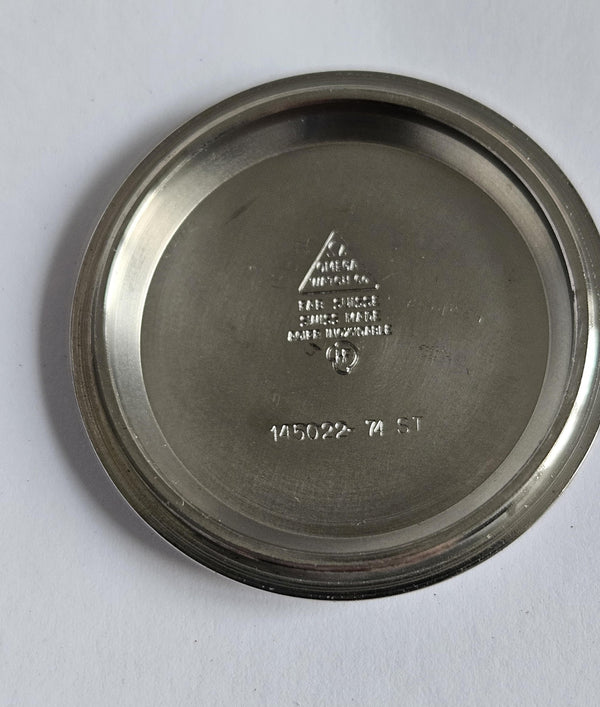 Ω
OMEGA
WATCH CO
FAB. SUISSE
SWISS MADE
ACIER INOXYDABLE
145022- 74 ST